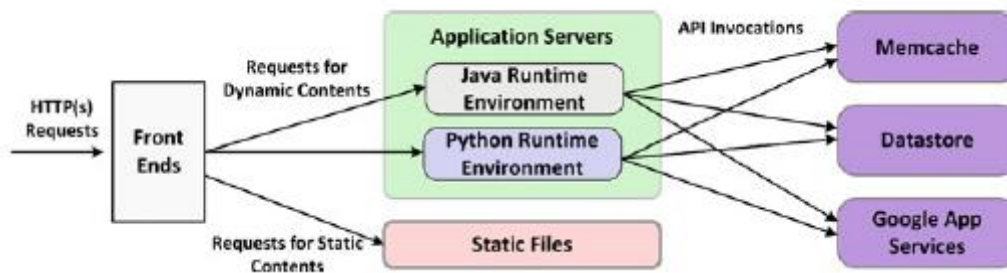 HTTP(s)
Requests
Front
Ends
Requests for
Dynamic Contents
Requests for Static
Contents
Application Servers
Java Runtime
Environment
Python Runtime
Environment
Static Files
API Invocations
Memcache
Datastore
Google App
Services